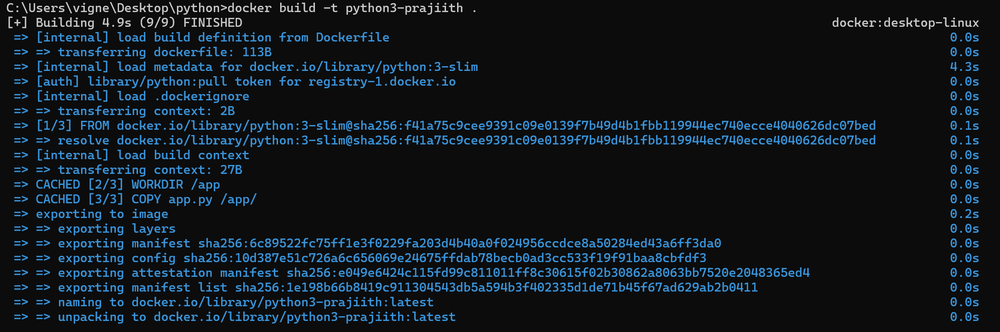 C:\Users\vigne\Desktop\python>docker build -t python3-prajiith .
[+] Building 4.9s (9/9) FINISHED docker:desktop-linux
=> [internal] load build definition from Dockerfile 0.0s
=> => transferring dockerfile: 113B 0.0s
=> [internal] load metadata for docker.io/library/python:3-slim 4.3s
=> [auth] library/python:pull token for registry-1.docker.io 0.0s
=> [internal] load .dockerignore 0.0s
=> => transferring context: 2B 0.0s
=> [1/3] FROM docker.io/library/python:3-slim@sha256:f41a75c9cee9391c09e0139f7b49d4b1fbb119944ec740ecce4040626dc07bed 0.1s
=> => resolve docker.io/library/python:3-slim@sha256:f41a75c9cee9391c09e0139f7b49d4b1fbb119944ec740ecce4040626dc07bed 0.1s
=> [internal] load build context 0.0s
=> => transferring context: 27B 0.0s
=> CACHED [2/3] WORKDIR /app 0.0s
=> CACHED [3/3] COPY app.py /app/ 0.0s
=> exporting to image 0.2s
=> => exporting layers 0.0s
=> => exporting manifest sha256:6c89522fc75ff1e3f0229fa203d4b40a0f024956ccdce8a50284ed43a6ff3da0 0.0s
=> => exporting config sha256:10d387e51c726a6c656069e24675ffdab78becb0ad3cc533f19f91baa8cbfdf3 0.0s
=> => exporting attestation manifest sha256:e049e6424c115fd99c811011ff8c30615f02b30862a8063bb7520e2048365ed4 0.0s
=> => exporting manifest list sha256:1e198b66b8419c911304543db5a594b3f402335d1de71b45f67ad629ab2b0411 0.0s
=> => naming to docker.io/library/python3-prajiith:latest 0.0s
=> => unpacking to docker.io/library/python3-prajiith:latest 0.0s